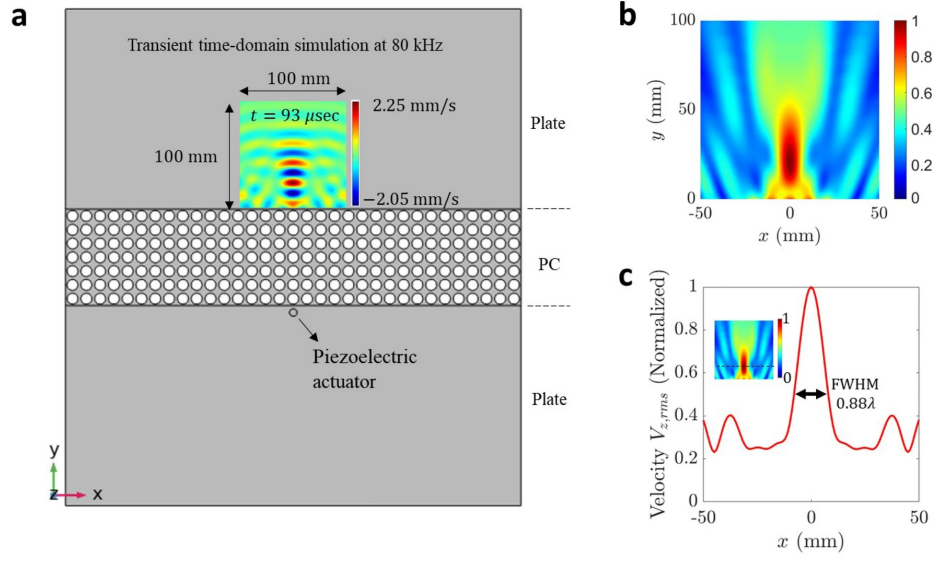 a
Transient time-domain simulation at 80 kHz
100 mm
t = 93 μsec
2.25 mm/s
100 mm
−2.05 mm/s
Plate
PC
Piezoelectric
actuator
Plate
y
z
x
b
100
50
0
y (mm)
-50
0
50
x (mm)
1
0.8
0.6
0.4
0.2
0
c
Velocity V_{z,rms} (Normalized)
1
0.8
0.6
0.4
0.2
0
1
0
FWHM
0.88λ
-50
0
50
x (mm)